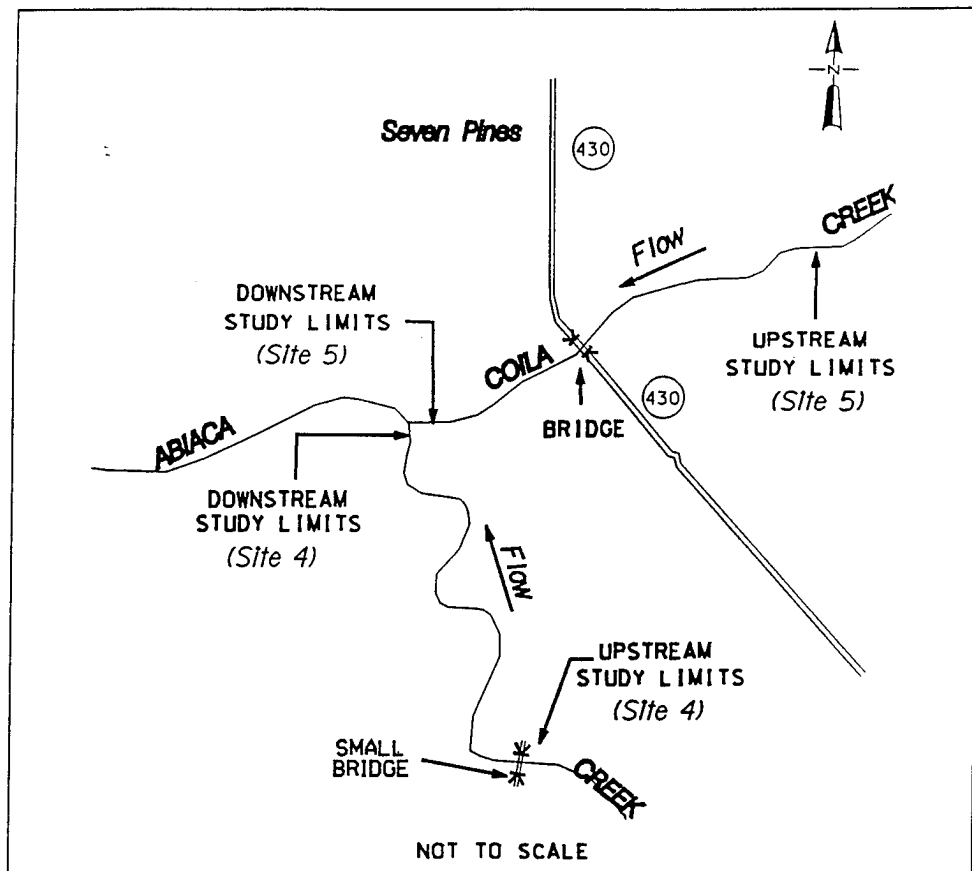 N
Seven Pines
430
CREEK
Flow
DOWNSTREAM
STUDY LIMITS
(Site 5)
UPSTREAM
STUDY LIMITS
(Site 5)
COILA
430
BRIDGE
ABIACA
DOWNSTREAM
STUDY LIMITS
(Site 4)
Flow
UPSTREAM
STUDY LIMITS
(Site 4)
SMALL
BRIDGE
CREEK
NOT TO SCALE